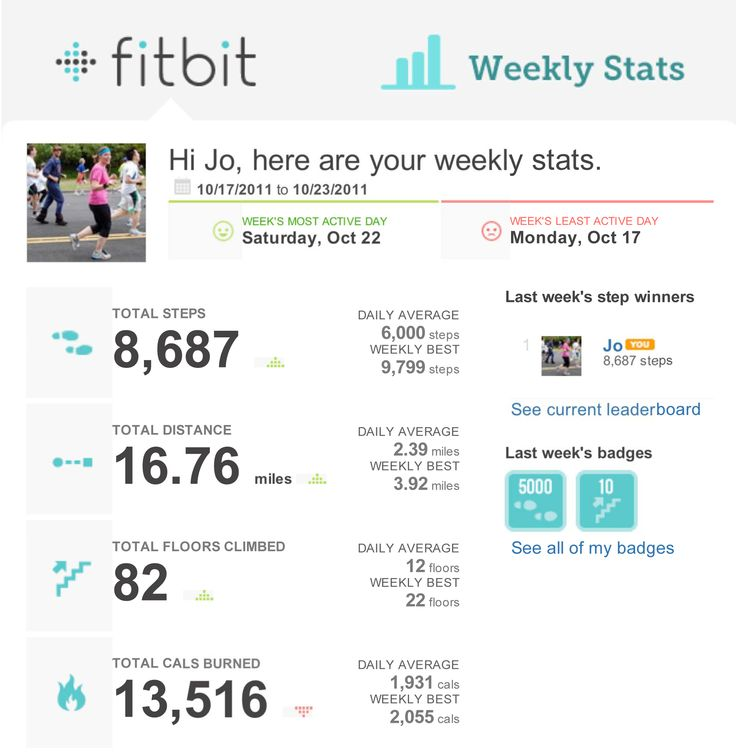 fitbit
Weekly Stats
Hi Jo, here are your weekly stats.
10/17/2011 to 10/23/2011
WEEK'S MOST ACTIVE DAY
Saturday, Oct 22
WEEK'S LEAST ACTIVE DAY
Monday, Oct 17
TOTAL STEPS
8,687
DAILY AVERAGE
6,000 steps
WEEKLY BEST
9,799 steps
TOTAL DISTANCE
16.76 miles
DAILY AVERAGE
2.39 miles
WEEKLY BEST
3.92 miles
TOTAL FLOORS CLIMBED
82
DAILY AVERAGE
12 floors
WEEKLY BEST
22 floors
TOTAL CALS BURNED
13,516
DAILY AVERAGE
1,931 cals
WEEKLY BEST
2,055 cals
Last week's step winners
1 Jo YOU
8,687 steps
See current leaderboard
Last week's badges
5000 10
See all of my badges